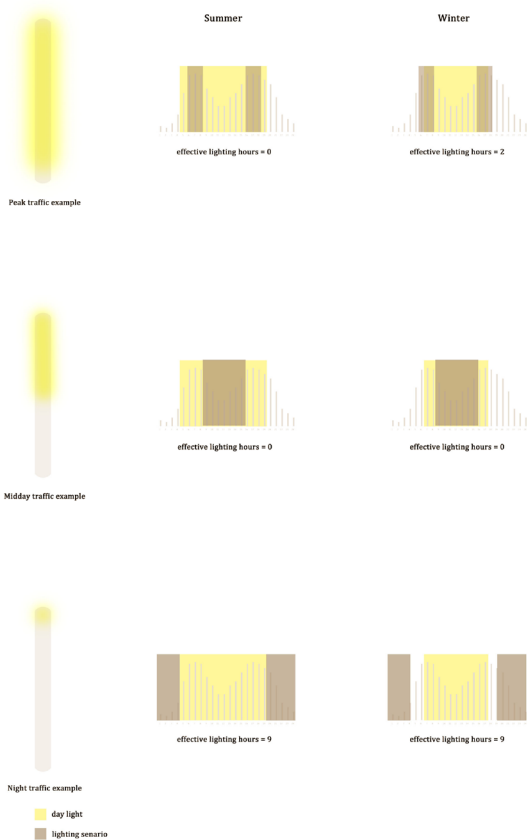 Summer
Winter
effective lighting hours = 0
effective lighting hours = 2
Peak traffic example
effective lighting hours = 0
effective lighting hours = 0
Midday traffic example
effective lighting hours = 9
effective lighting hours = 9
Night traffic example
day light
lighting senario